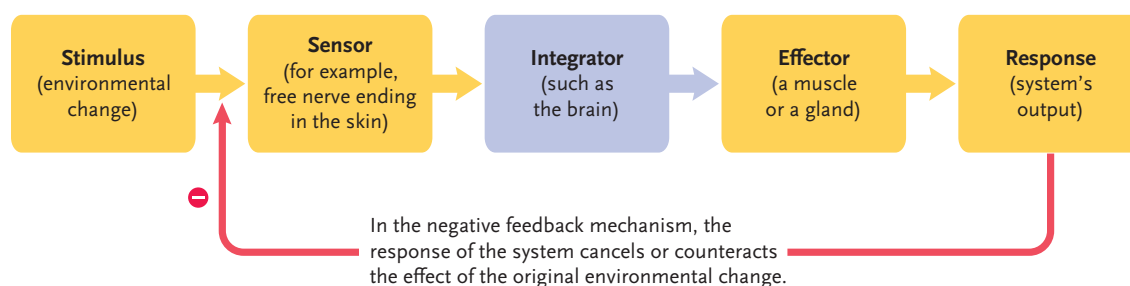 Stimulus
(environmental
change)
Sensor
(for example,
free nerve ending
in the skin)
Integrator
(such as
the brain)
Effector
(a muscle
or a gland)
Response
(system's
output)
In the negative feedback mechanism, the
response of the system cancels or counteracts
the effect of the original environmental change.